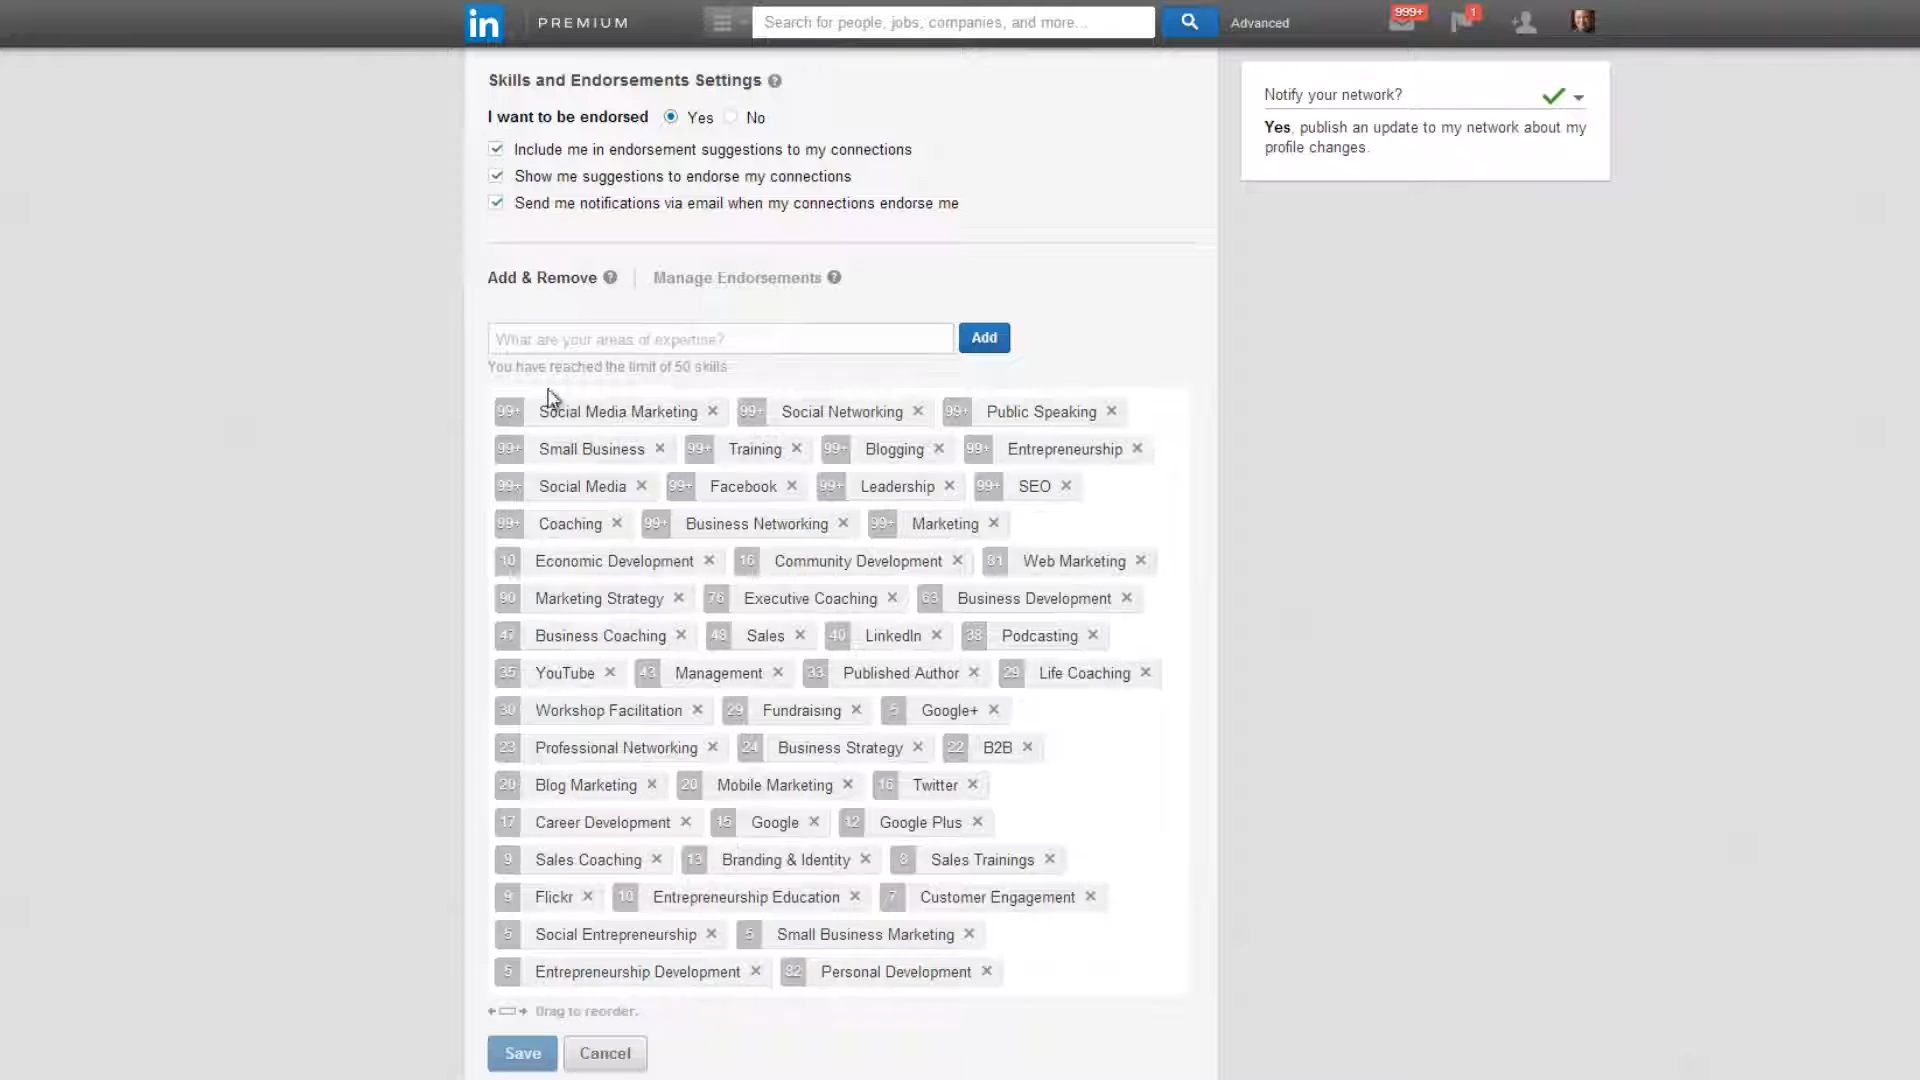 in PREMIUM Search for people, jobs, companies, and more... Advanced 999+ 1
Skills and Endorsements Settings ?
I want to be endorsed Yes No
Include me in endorsement suggestions to my connections
Show me suggestions to endorse my connections
Send me notifications via email when my connections endorse me
Notify your network?
Yes, publish an update to my network about my
profile changes.
Add & Remove ? Manage Endorsements ?
What are your areas of expertise? Add
You have reached the limit of 50 skills
99+ Social Media Marketing × 99+ Social Networking × 99+ Public Speaking ×
99+ Small Business × 99+ Training × 99+ Blogging × 99+ Entrepreneurship ×
99+ Social Media × 99+ Facebook × 99+ Leadership × 99+ SEO ×
99+ Coaching × 99+ Business Networking × 99+ Marketing ×
10 Economic Development × 16 Community Development × 81 Web Marketing ×
90 Marketing Strategy × 76 Executive Coaching × 63 Business Development ×
47 Business Coaching × 48 Sales × 40 LinkedIn × 38 Podcasting ×
35 YouTube × 43 Management × 33 Published Author × 29 Life Coaching ×
30 Workshop Facilitation × 29 Fundraising × 5 Google+ ×
23 Professional Networking × 24 Business Strategy × 22 B2B ×
20 Blog Marketing × 20 Mobile Marketing × 16 Twitter ×
17 Career Development × 15 Google × 12 Google Plus ×
9 Sales Coaching × 13 Branding & Identity × 8 Sales Trainings ×
9 Flickr × 10 Entrepreneurship Education × 7 Customer Engagement ×
5 Social Entrepreneurship × 5 Small Business Marketing ×
5 Entrepreneurship Development × 82 Personal Development ×
Drag to reorder.
Save Cancel